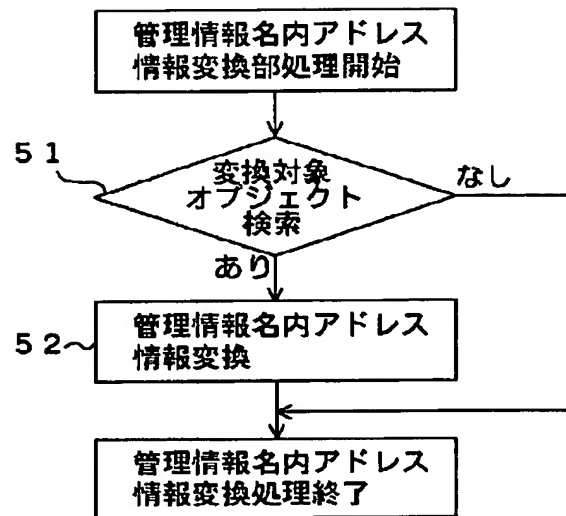 管理情報名内アドレス
情報変換部処理開始
51
変換対象
オブジェクト
検索
なし
あり
52
管理情報名内アドレス
情報変換
管理情報名内アドレス
情報変換処理終了